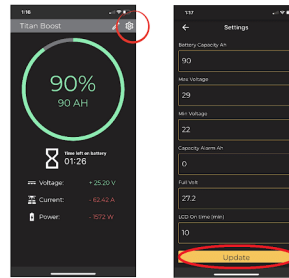 1:16
Titan Boost
90%
90 AH
Time left on Battery
01:26
Voltage: + 25.20 V
Current: - 62.42 A
Power: - 1572 W
1:17
Settings
Battery Capacity Ah
90
Max Voltage
29
Min Voltage
22
Capacity Alarm Ah
0
Full Volt
27.2
LCD On time (min)
10
Update